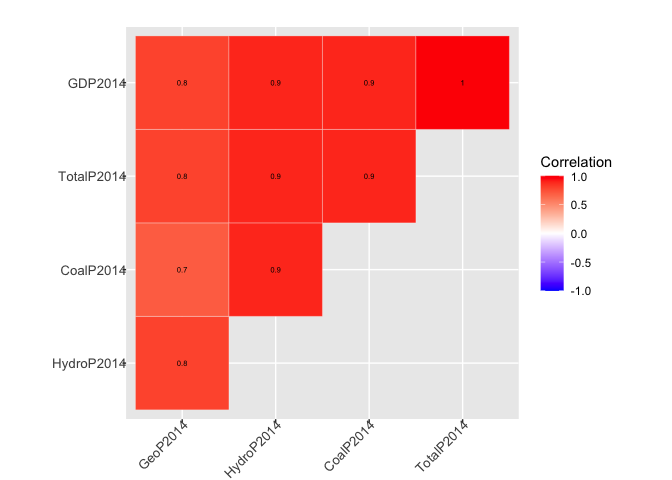 GDP2014
0.8 0.9 0.9 1
TotalP2014
0.8 0.9 0.9
CoalP2014
0.7 0.9
HydroP2014
0.8
GeoP2014 HydroP2014 CoalP2014 TotalP2014
Correlation
1.0
0.5
0.0
-0.5
-1.0